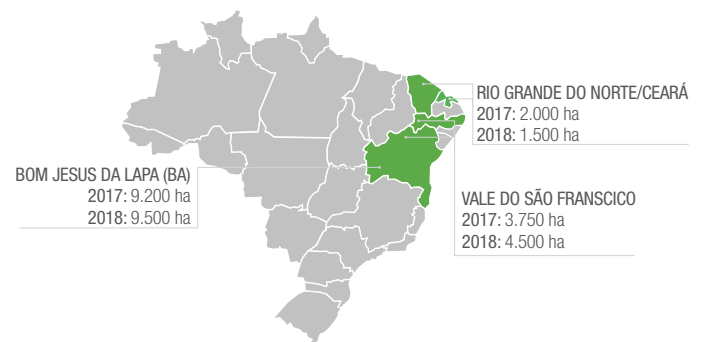 RIO GRANDE DO NORTE/CEARÁ
2017: 2.000 ha
2018: 1.500 ha
BOM JESUS DA LAPA (BA)
2017: 9.200 ha
2018: 9.500 ha
VALE DO SÃO FRANSCICO
2017: 3.750 ha
2018: 4.500 ha